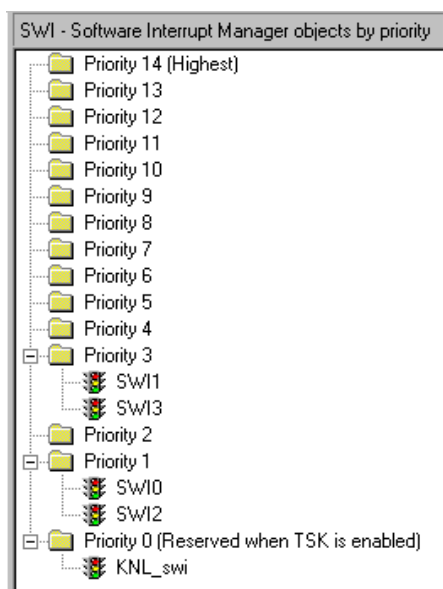 SWI - Software Interrupt Manager objects by priority
Priority 14 (Highest)
Priority 13
Priority 12
Priority 11
Priority 10
Priority 9
Priority 8
Priority 7
Priority 6
Priority 5
Priority 4
Priority 3
SWI1
SWI3
Priority 2
Priority 1
SWI0
SWI2
Priority 0 (Reserved when TSK is enabled)
KNL_swi